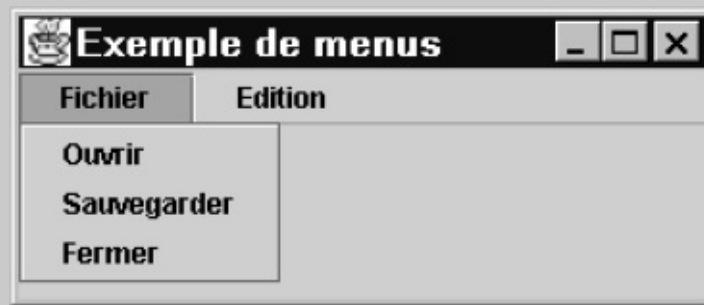 Exemple de menus
Fichier Edition
Ouvrir
Sauvegarder
Fermer